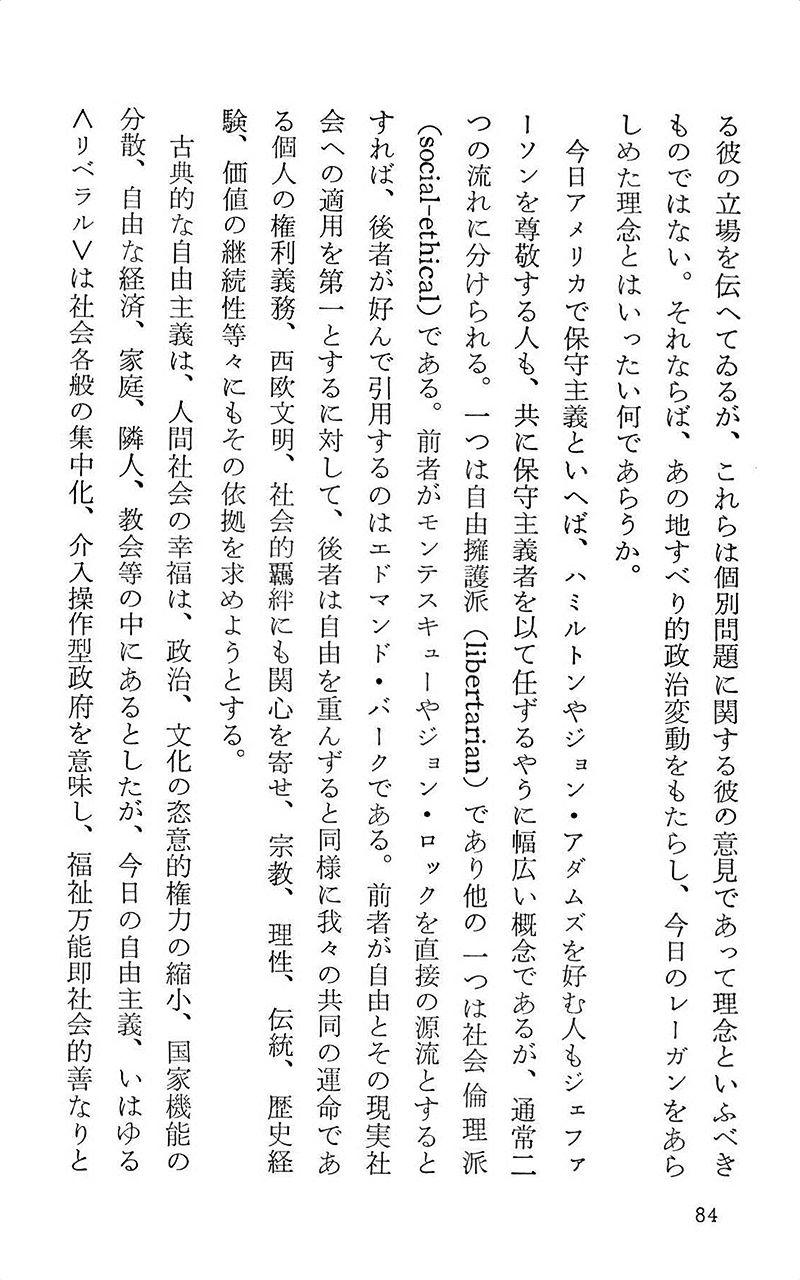 る彼の立場を伝へてゐるが、これらは個別問題に関する彼の意見であって理念といふべき
ものではない。それならば、あの地すべり的政治変動をもたらし、今日のレーガンをあら
しめた理念とはいったい何であらうか。
今日アメリカで保守主義といへば、ハミルトンやジョン・アダムズを好む人もジェファ
ーソンを尊敬する人も、共に保守主義者を以て任ずるやうに幅広い概念であるが、通常二
つの流れに分けられる。一つは自由擁護派（libertarian）であり他の一つは社会倫理派
（social-ethical）である。前者がモンテスキューやジョン・ロックを直接の源流とすると
すれば、後者が好んで引用するのはエドマンド・バークである。前者が自由とその現実社
会への適用を第一とするに対して、後者は自由を重んずると同様に我々の共同の運命であ
る個人の権利義務、西欧文明、社会的羈絆にも関心を寄せ、宗教、理性、伝統、歴史経
験、価値の継続性等々にもその依拠を求めようとする。
古典的な自由主義は、人間社会の幸福は、政治、文化の恣意的権力の縮小、国家機能の
分散、自由な経済、家庭、隣人、教会等の中にあるとしたが、今日の自由主義、いはゆる
＜リベラル＞は社会各般の集中化、介入操作型政府を意味し、福祉万能即社会的善なりと
84